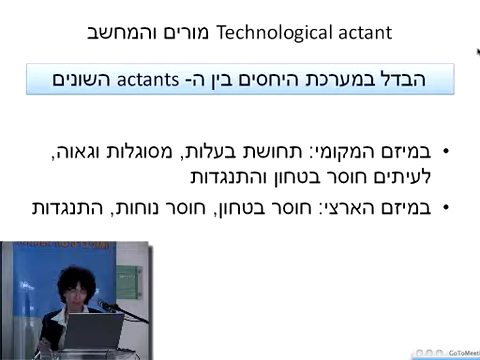 מורים והמחשב Technological actant
הבדל במערכת היחסים בין ה- actants השונים
• במיזם המקומי: תחושת בעלות, מסוגלות וגאווה,
לעיתים חוסר בטחון והתנגדות
• במיזם הארצי: חוסר בטחון, חוסר נוחות, התנגדות
GoToMeeti